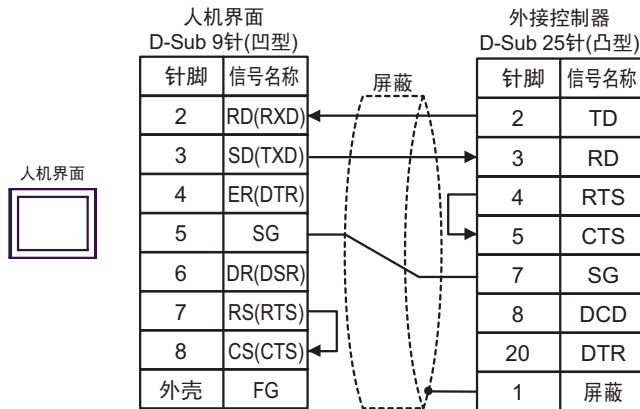 人机界面
D-Sub 9针(凹型)
外接控制器
D-Sub 25针(凸型)
人机界面
屏蔽
针脚 信号名称
2 RD(RXD)
3 SD(TXD)
4 ER(DTR)
5 SG
6 DR(DSR)
7 RS(RTS)
8 CS(CTS)
外壳 FG
针脚 信号名称
2 TD
3 RD
4 RTS
5 CTS
7 SG
8 DCD
20 DTR
1 屏蔽